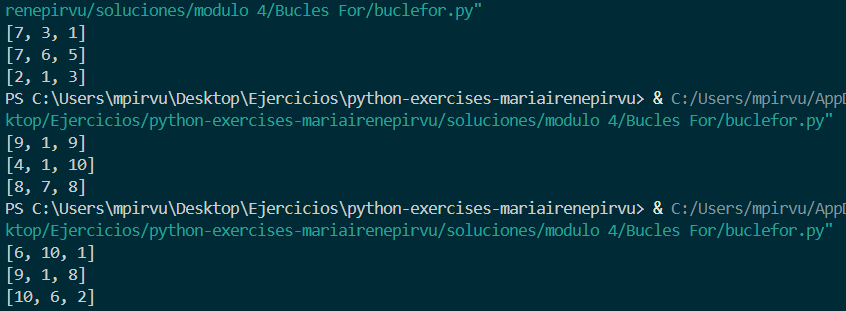 renepirvu/soluciones/modulo 4/Bucles For/buclefor.py"
[7, 3, 1]
[7, 6, 5]
[2, 1, 3]
PS C:\Users\mpirvu\Desktop\Ejercicios\python-exercises-mariairenepirvu> & C:/Users/mpirvu/AppD
ktop/Ejercicios/python-exercises-mariairenepirvu/soluciones/modulo 4/Bucles For/buclefor.py"
[9, 1, 9]
[4, 1, 10]
[8, 7, 8]
PS C:\Users\mpirvu\Desktop\Ejercicios\python-exercises-mariairenepirvu> & C:/Users/mpirvu/AppD
ktop/Ejercicios/python-exercises-mariairenepirvu/soluciones/modulo 4/Bucles For/buclefor.py"
[6, 10, 1]
[9, 1, 8]
[10, 6, 2]